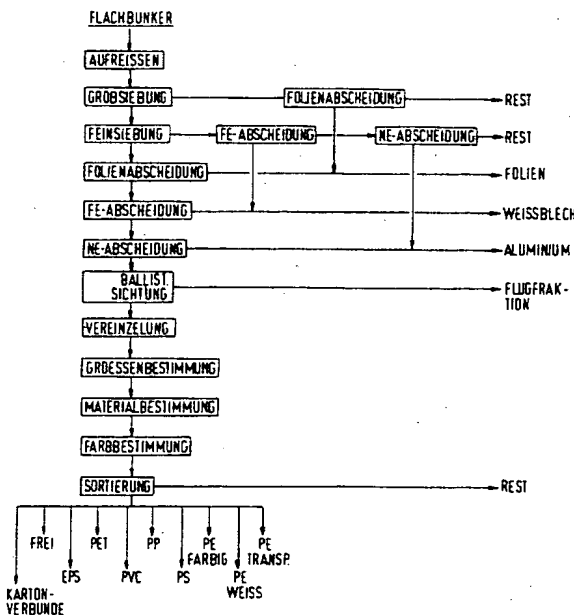 FLACHBUNKER
AUFREISSEN
GROBSIEBUNG FOLIENABSCHEIDUNG REST
FEINSIEBUNG FE-ABSCHEIDUNG NE-ABSCHEIDUNG REST
FOLIENABSCHEIDUNG FOLIEN
FE-ABSCHEIDUNG WEISSBLECH
NE-ABSCHEIDUNG ALUMINIUM
BALLIST.
SICHTUNG
FLUGFRAK-
TION
VEREINZELUNG
GROESSENBESTIMMUNG
MATERIALBESTIMMUNG
FARBBESTIMMUNG
SORTIERUNG REST
KARTON-
VERBUNDE
FREI
EPS
PET
PVC
PP
PS
PE
FARBIG
PE
WEISS
PE
TRANSP.